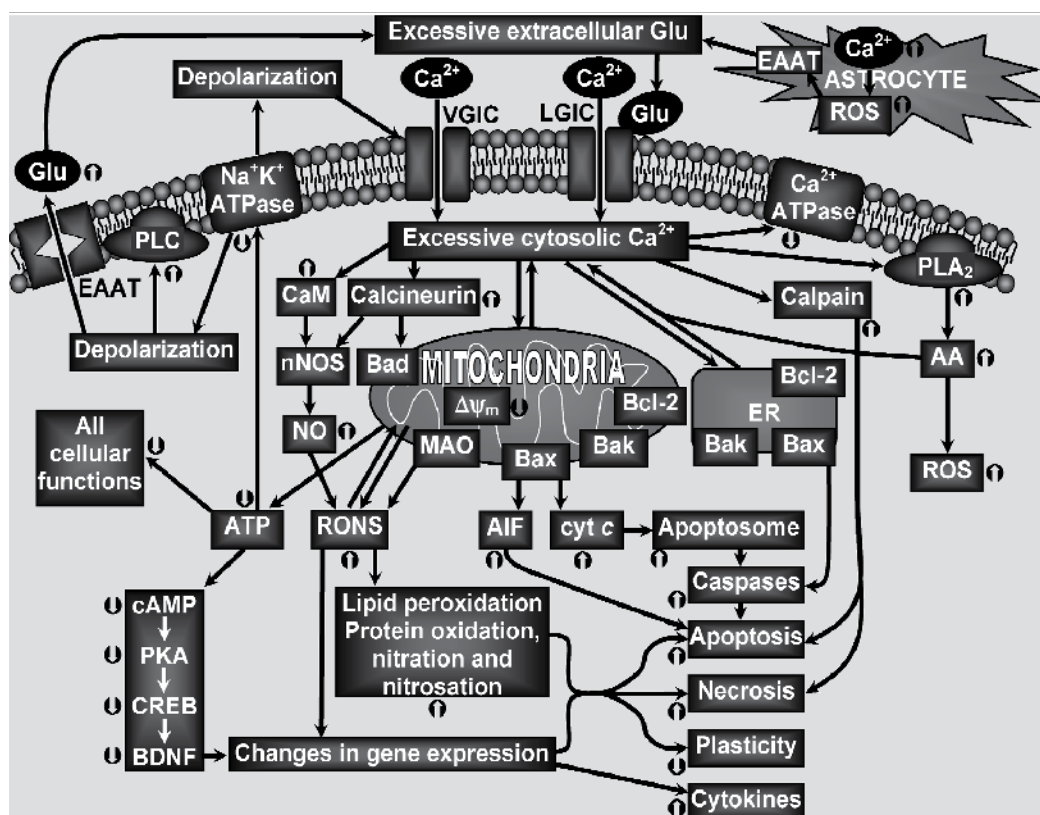 Excessive extracellular Glu
Ca²⁺
EAAT
ASTROCYTE
ROS
Depolarization
Ca²⁺
Ca²⁺
VGIC
LGIC
Glu
Glu
Na⁺K⁺
ATPase
Ca²⁺
ATPase
PLC
EAAT
Excessive cytosolic Ca²⁺
PLA₂
CaM
Calcineurin
Calpain
Depolarization
nNOS
Bad
MITOCHONDRIA
AA
Bcl-2
ER
Δψₘ
Bcl-2
NO
MAO
Bax
Bak
Bak
Bax
All
cellular
functions
ROS
ATP
RONS
AIF
cyt c
Apoptosome
Caspases
cAMP
PKA
CREB
BDNF
Lipid peroxidation
Protein oxidation,
nitration and
nitrosation
Apoptosis
Necrosis
Changes in gene expression
Plasticity
Cytokines